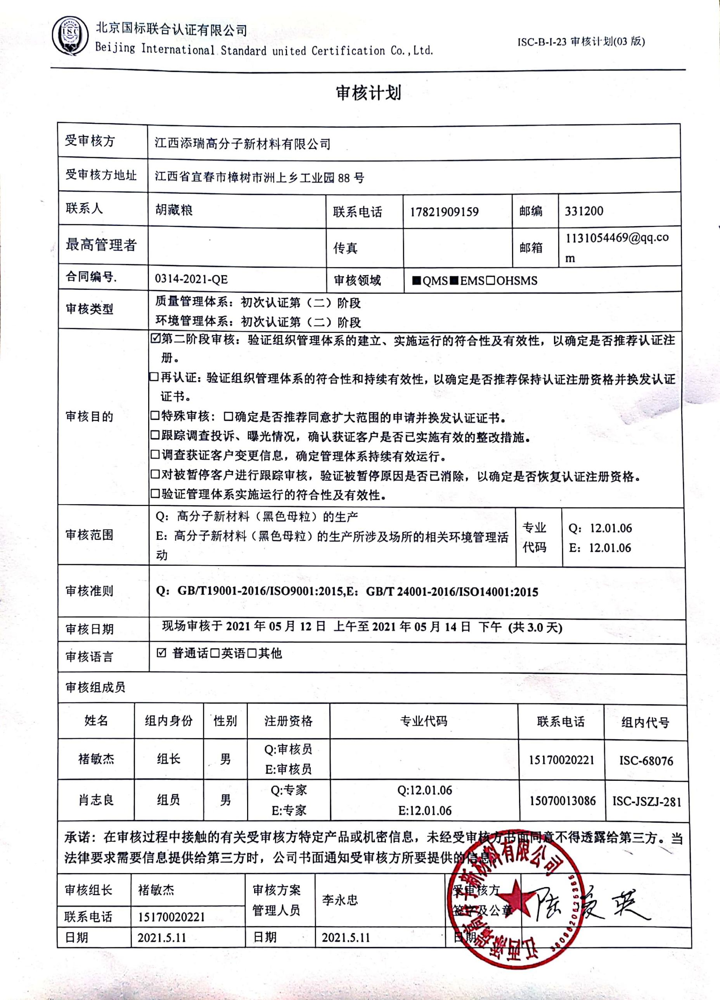 ISC
北京国标联合认证有限公司
Beijing International Standard united Certification Co.,Ltd.
ISC-B-I-23 审核计划(03 版)
审核计划
受审核方 江西添瑞高分子新材料有限公司
受审核方地址 江西省宜春市樟树市洲上乡工业园 88 号
联系人 胡藏粮 联系电话 17821909159 邮编 331200
最高管理者 传真 邮箱 1131054469@qq.co
m
合同编号. 0314-2021-QE 审核领域 ■QMS■EMS□OHSMS
审核类型 质量管理体系：初次认证第（二）阶段
环境管理体系：初次认证第（二）阶段
审核目的
☑第二阶段审核：验证组织管理体系的建立、实施运行的符合性及有效性，以确定是否推荐认证注
册。
□再认证：验证组织管理体系的符合性和持续有效性，以确定是否推荐保持认证注册资格并换发认证
证书。
□特殊审核：□确定是否推荐同意扩大范围的申请并换发认证证书。
□跟踪调查投诉、曝光情况，确认获证客户是否已实施有效的整改措施。
□调查获证客户变更信息，确定管理体系持续有效运行。
□对被暂停客户进行跟踪审核，验证被暂停原因是否已消除，以确定是否恢复认证注册资格。
□验证管理体系实施运行的符合性及有效性。
审核范围
Q：高分子新材料（黑色母粒）的生产
E：高分子新材料（黑色母粒）的生产所涉及场所的相关环境管理活
动
专业
代码
Q：12.01.06
E：12.01.06
审核准则 Q：GB/T19001-2016/ISO9001:2015,E：GB/T 24001-2016/ISO14001:2015
审核日期 现场审核于 2021 年 05 月 12 日 上午至 2021 年 05 月 14 日 下午 (共 3.0 天)
审核语言 ☑ 普通话□英语□其他
审核组成员
姓名 组内身份 性别 注册资格 专业代码 联系电话 组内代号
褚敏杰 组长 男 Q:审核员
E:审核员 15170020221 ISC-68076
肖志良 组员 男 Q:专家
E:专家 Q:12.01.06
E:12.01.06 15070013086 ISC-JSZJ-281
承诺：在审核过程中接触的有关受审核方特定产品或机密信息，未经受审核方书面同意不得透露给第三方。当
法律要求需要信息提供给第三方时，公司书面通知受审核方所要提供的信息。
审核组长 褚敏杰 审核方案
管理人员 李永忠 受审核方
签字及公章
联系电话 15170020221
日期 2021.5.11 日期 2021.5.11 日期
江西添瑞高分子新材料有限公司